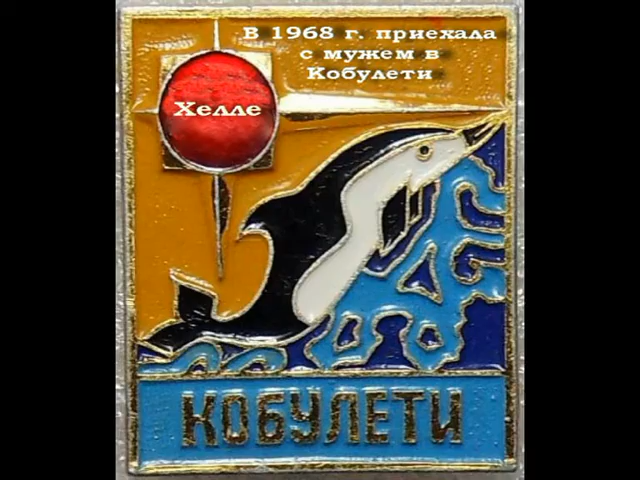 В 1968 г. приехала
с мужем в
Кобулети
Хелле
КОБУЛЕТИ